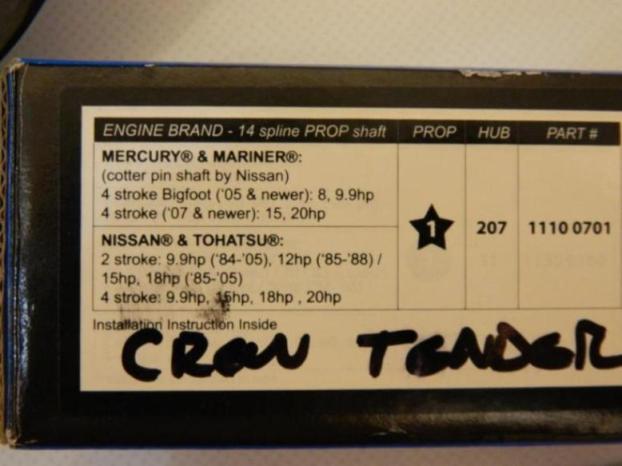 ENGINE BRAND - 14 spline PROP shaft PROP HUB PART #
MERCURY® & MARINER®:
(cotter pin shaft by Nissan)
4 stroke Bigfoot ('05 & newer): 8, 9.9hp
4 stroke ('07 & newer): 15, 20hp
1 207 1110 0701
NISSAN® & TOHATSU®:
2 stroke: 9.9hp ('84-'05), 12hp ('85-'88) /
15hp, 18hp ('85-'05)
4 stroke: 9.9hp, 15hp, 18hp , 20hp
Installation Instruction Inside
CREW TENDER